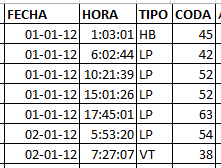 FECHA HORA TIPO CODA
01-01-12 1:03:01 HB 45
01-01-12 6:02:44 LP 42
01-01-12 10:21:39 LP 52
01-01-12 15:01:26 LP 52
01-01-12 17:45:01 LP 63
02-01-12 5:53:20 LP 54
02-01-12 7:27:07 VT 38